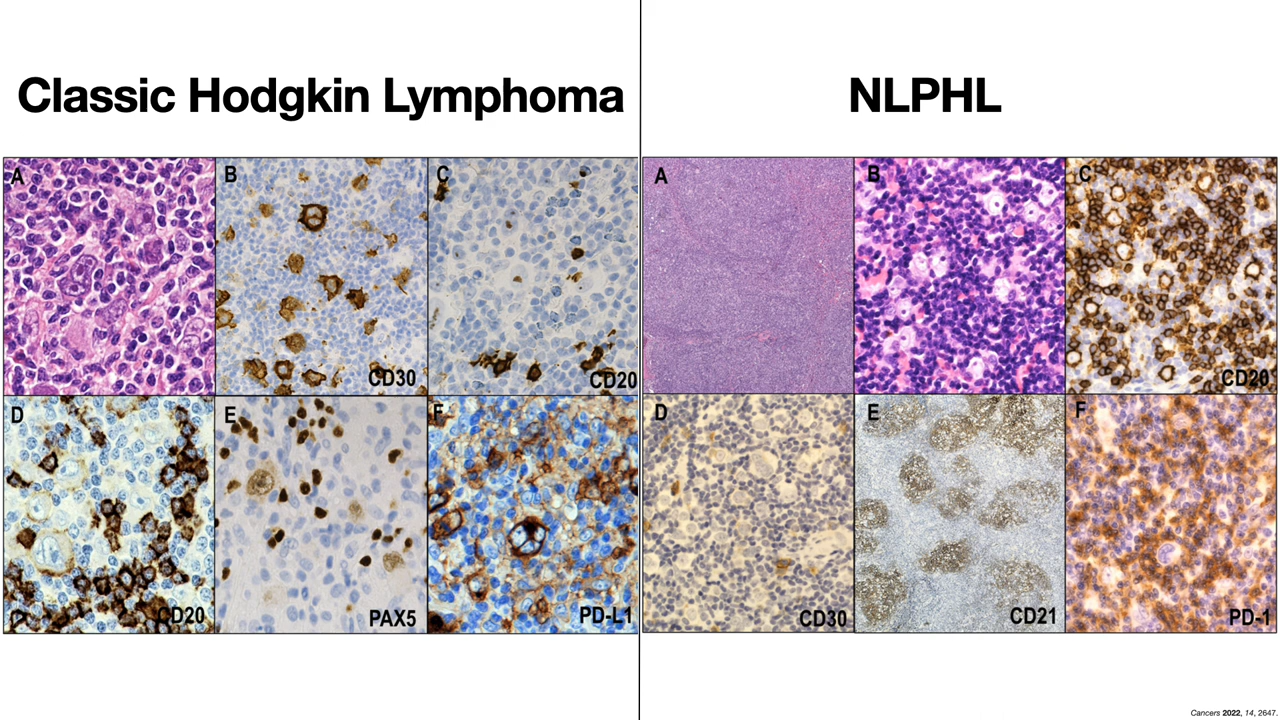 Classic Hodgkin Lymphoma
A
B
C
CD30
CD20
D
E
F
CD20
PAX5
PD-L1
NLPHL
A
B
C
CD20
D
E
F
CD30
CD21
PD-1
Cancers 2022, 14, 2647.